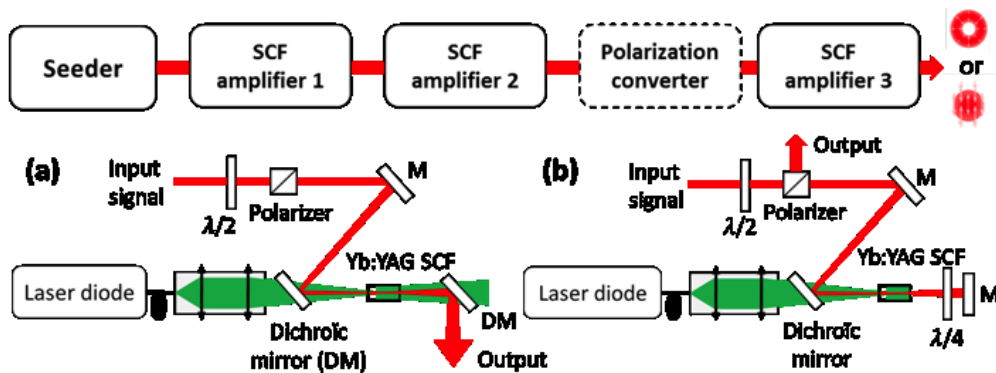 Seeder
SCF
amplifier 1
SCF
amplifier 2
Polarization
converter
SCF
amplifier 3
or
(a)
Input
signal
λ/2
Polarizer
M
Yb:YAG SCF
Laser diode
Dichroïc
mirror (DM)
DM
Output
(b)
Output
Input
signal
λ/2
Polarizer
M
Yb:YAG SCF
Laser diode
Dichroïc
mirror
λ/4
M